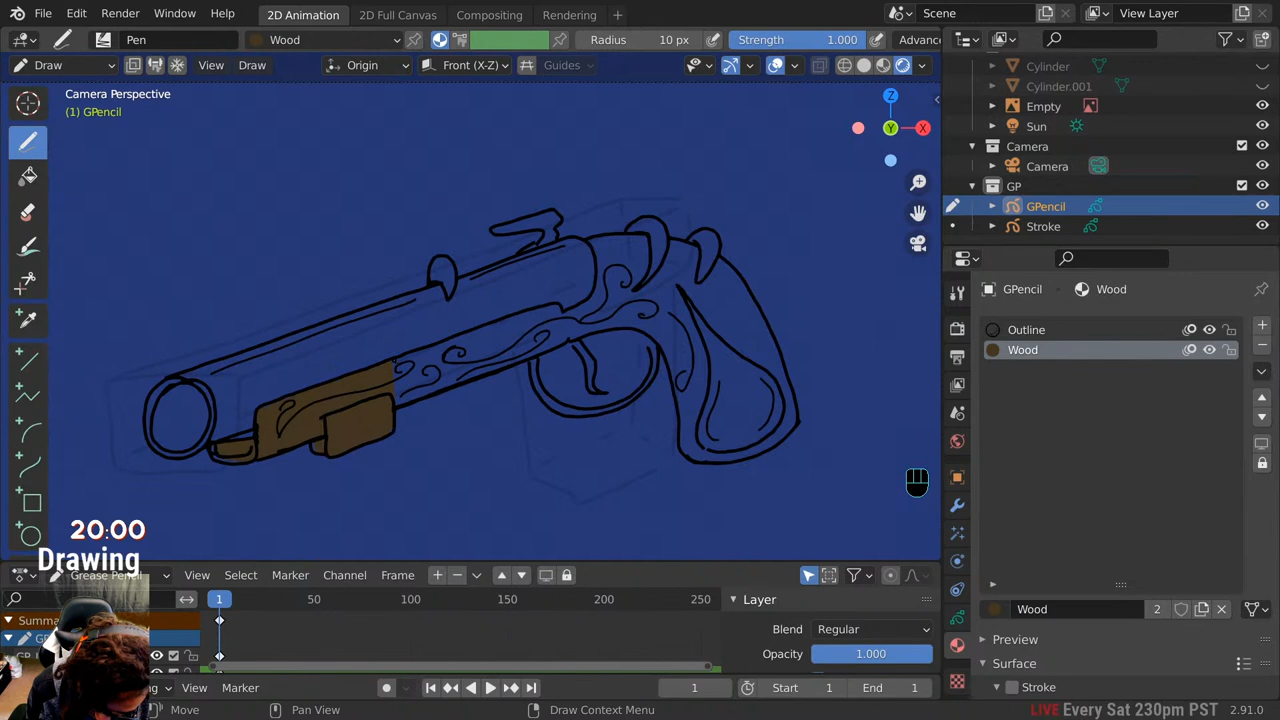 File Edit Render Window Help 2D Animation 2D Full Canvas Compositing Rendering + Scene View Layer
Pen Wood Radius 10 px Strength 1.000 Advanc
Draw View Draw Origin Front (X-Z) Guides
Camera Perspective
(1) GPencil
Z
Y
X
Cylinder
Cylinder.001
Empty
Sun
Camera
Camera
GP
GPencil
Stroke
GPencil Wood
Outline
Wood
Wood 2
Preview
Surface
Stroke
20:00
Drawing
Grease Pencil View Select Marker Channel Frame
1 50 100 150 200 250
Summa
Layer
Blend Regular
Opacity 1.000
View Marker 1 Start 1 End 1
Move Pan View Draw Context Menu
LIVE Every Sat 230pm PST 2.91.0